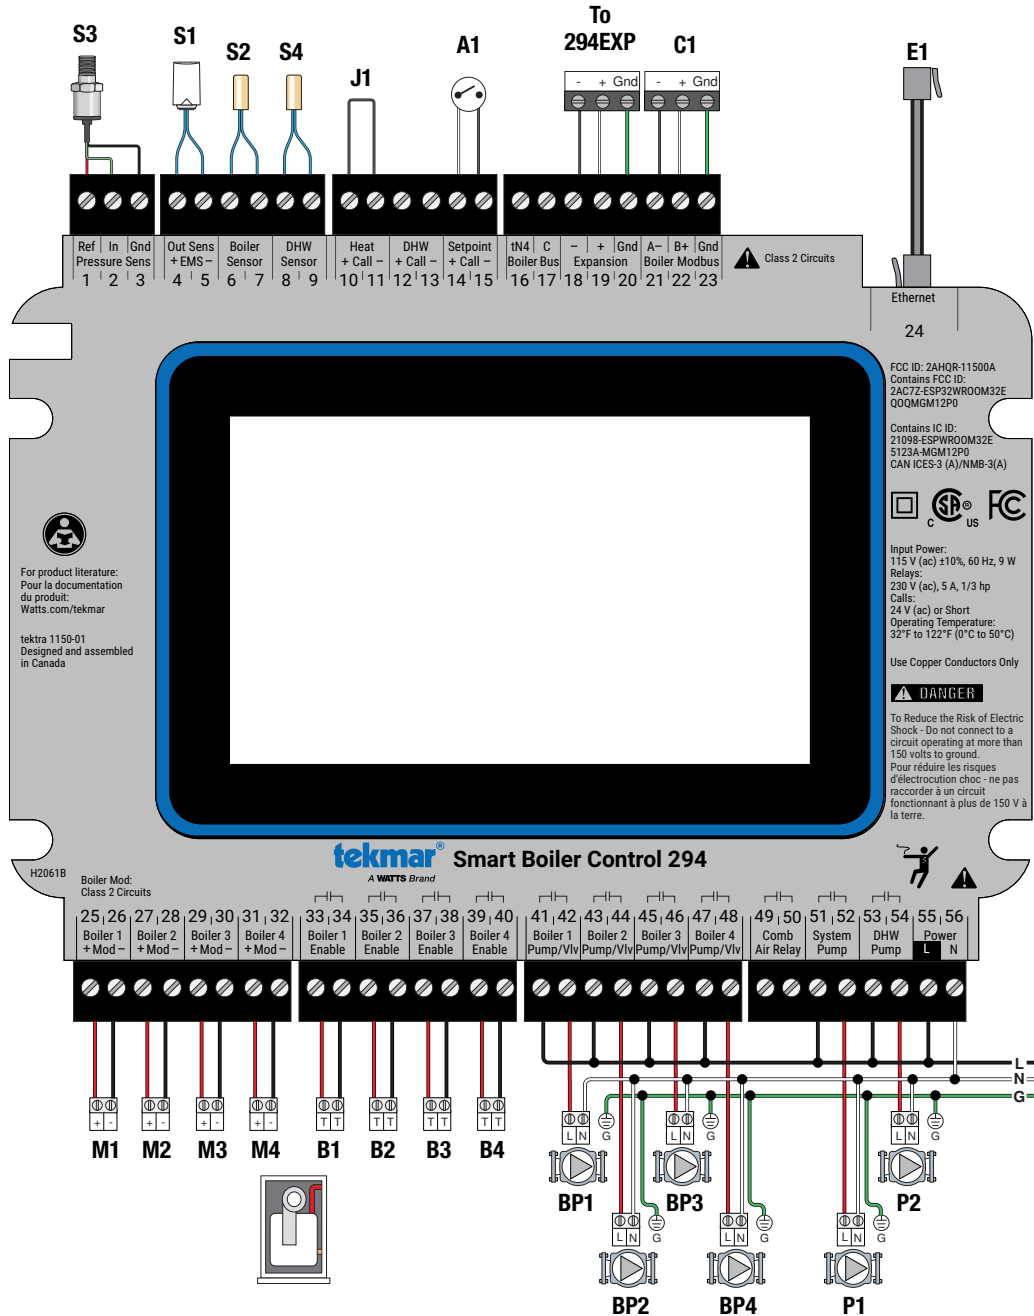 S3
S1
S2
S4
J1
A1
To
294EXP
C1
E1
- + Gnd
- + Gnd
Ref In Gnd
Pressure Sens
1 2 3
Out Sens
+ EMS –
4 5
Boiler
Sensor
6 7
DHW
Sensor
8 9
Heat
+ Call –
10 11
DHW
+ Call –
12 13
Setpoint
+ Call –
14 15
tN4 C
Boiler Bus
16 17
– + Gnd
Expansion
18 19 20
A– B+ Gnd
Boiler Modbus
21 22 23
Class 2 Circuits
Ethernet
24
FCC ID: 2AHQR-11500A
Contains FCC ID:
2AC7Z-ESP32WROOM32E
QOQMGM12P0
Contains IC ID:
21098-ESPWROOM32E
5123A-MGM12P0
CAN ICES-3 (A)/NMB-3(A)
C SA ® US
FC
Input Power:
115 V (ac) ±10%, 60 Hz, 9 W
Relays:
230 V (ac), 5 A, 1/3 hp
Calls:
24 V (ac) or Short
Operating Temperature:
32°F to 122°F (0°C to 50°C)
Use Copper Conductors Only
DANGER
To Reduce the Risk of Electric
Shock - Do not connect to a
circuit operating at more than
150 volts to ground.
Pour réduire les risques
d'électrocution choc - ne pas
raccorder à un circuit
fonctionnant à plus de 150 V à
la terre.
For product literature:
Pour la documentation
du produit:
Watts.com/tekmar
tektra 1150-01
Designed and assembled
in Canada
tekmar®
A WATTS Brand
Smart Boiler Control 294
H2061B
Boiler Mod:
Class 2 Circuits
25 26
Boiler 1
+ Mod –
27 28
Boiler 2
+ Mod –
29 30
Boiler 3
+ Mod –
31 32
Boiler 4
+ Mod –
33 34
Boiler 1
Enable
35 36
Boiler 2
Enable
37 38
Boiler 3
Enable
39 40
Boiler 4
Enable
41 42
Boiler 1
Pump/Vlv
43 44
Boiler 2
Pump/Vlv
45 46
Boiler 3
Pump/Vlv
47 48
Boiler 4
Pump/Vlv
49 50
Comb
Air Relay
51 52
System
Pump
53 54
DHW
Pump
55 56
Power
L N
L
N
G
+ -
+ -
+ -
+ -
T T
T T
T T
T T
M1
M2
M3
M4
B1
B2
B3
B4
L N
G
BP1
L N
G
BP3
L N
G
P2
L N
G
BP2
L N
G
BP4
L N
G
P1